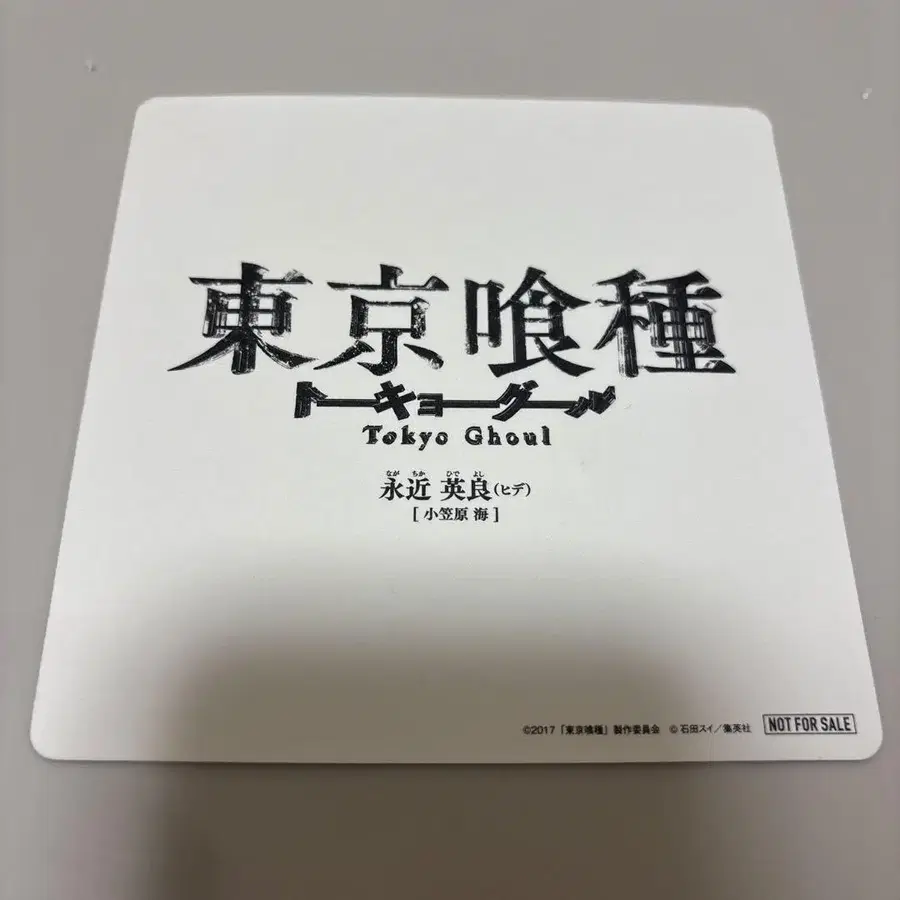 東京喰種
トーキョーグール
Tokyo Ghoul
なが ちか ひで よし
永近 英良(ヒデ)
[ 小笠原 海 ]
©2017「東京喰種」製作委員会 © 石田スイ/集英社 NOT FOR SALE